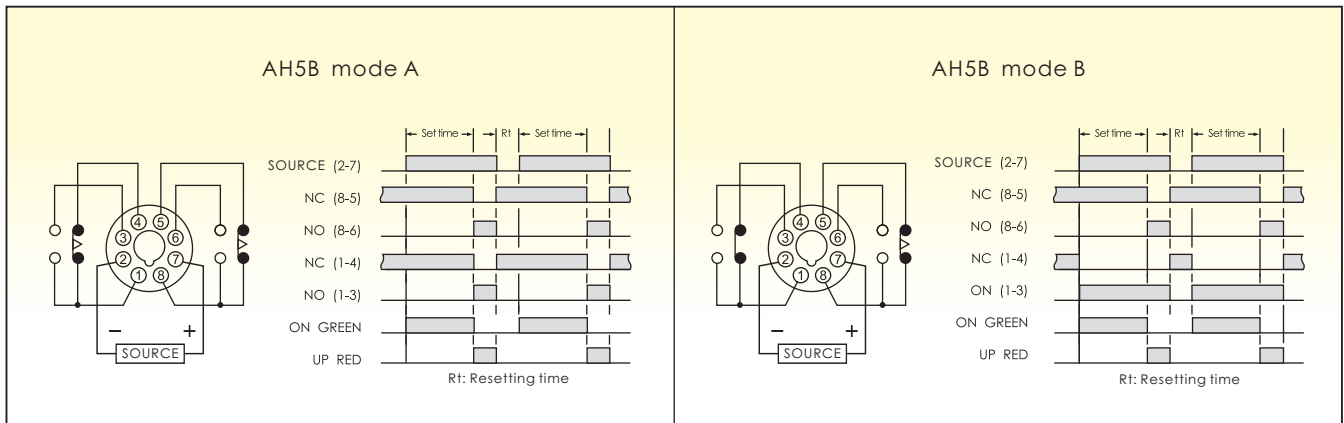 AH5B mode A
Set time Rt Set time
SOURCE (2-7)
NC (8-5)
NO (8-6)
NC (1-4)
NO (1-3)
ON GREEN
UP RED
4 5
3 6
2 7
1 8
− +
SOURCE
Rt: Resetting time
AH5B mode B
Set time Rt Set time
SOURCE (2-7)
NC (8-5)
NO (8-6)
NC (1-4)
ON (1-3)
ON GREEN
UP RED
4 5
3 6
2 7
1 8
− +
SOURCE
Rt: Resetting time